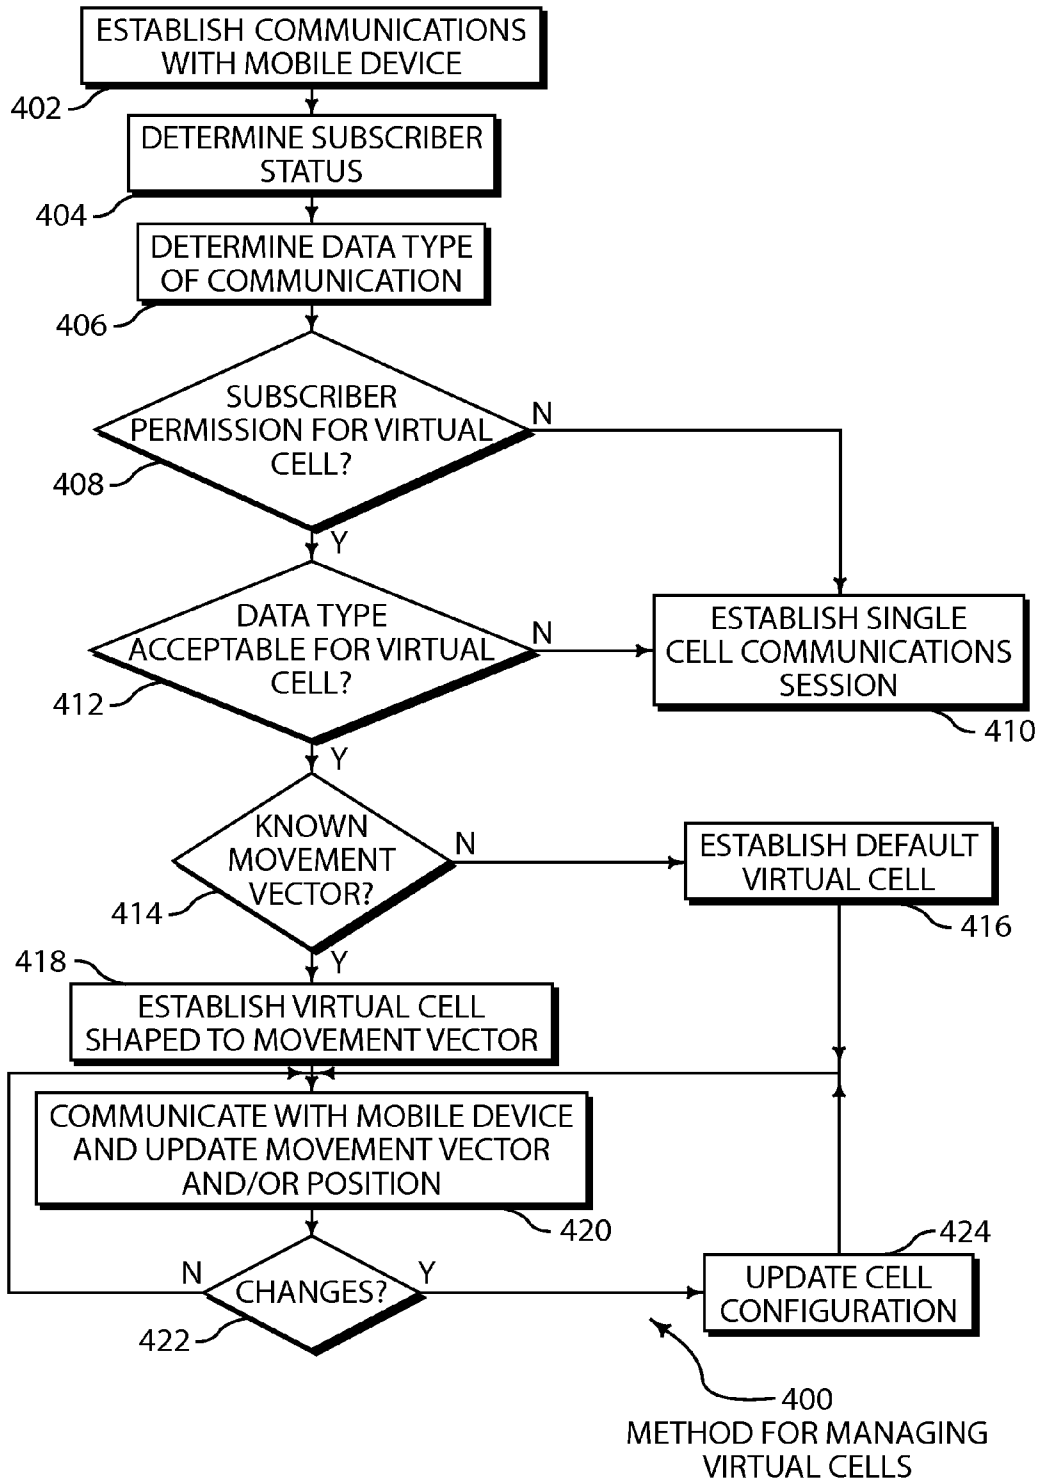 ESTABLISH COMMUNICATIONS
WITH MOBILE DEVICE
402
DETERMINE SUBSCRIBER
STATUS
404
DETERMINE DATA TYPE
OF COMMUNICATION
406
SUBSCRIBER
PERMISSION FOR VIRTUAL
CELL?
N
408
Y
DATA TYPE
ACCEPTABLE FOR VIRTUAL
CELL?
N
412
ESTABLISH SINGLE
CELL COMMUNICATIONS
SESSION
410
Y
KNOWN
MOVEMENT
VECTOR?
N
414
ESTABLISH DEFAULT
VIRTUAL CELL
416
Y
418
ESTABLISH VIRTUAL CELL
SHAPED TO MOVEMENT VECTOR
COMMUNICATE WITH MOBILE DEVICE
AND UPDATE MOVEMENT VECTOR
AND/OR POSITION
420
N
CHANGES?
Y
422
424
UPDATE CELL
CONFIGURATION
400
METHOD FOR MANAGING
VIRTUAL CELLS